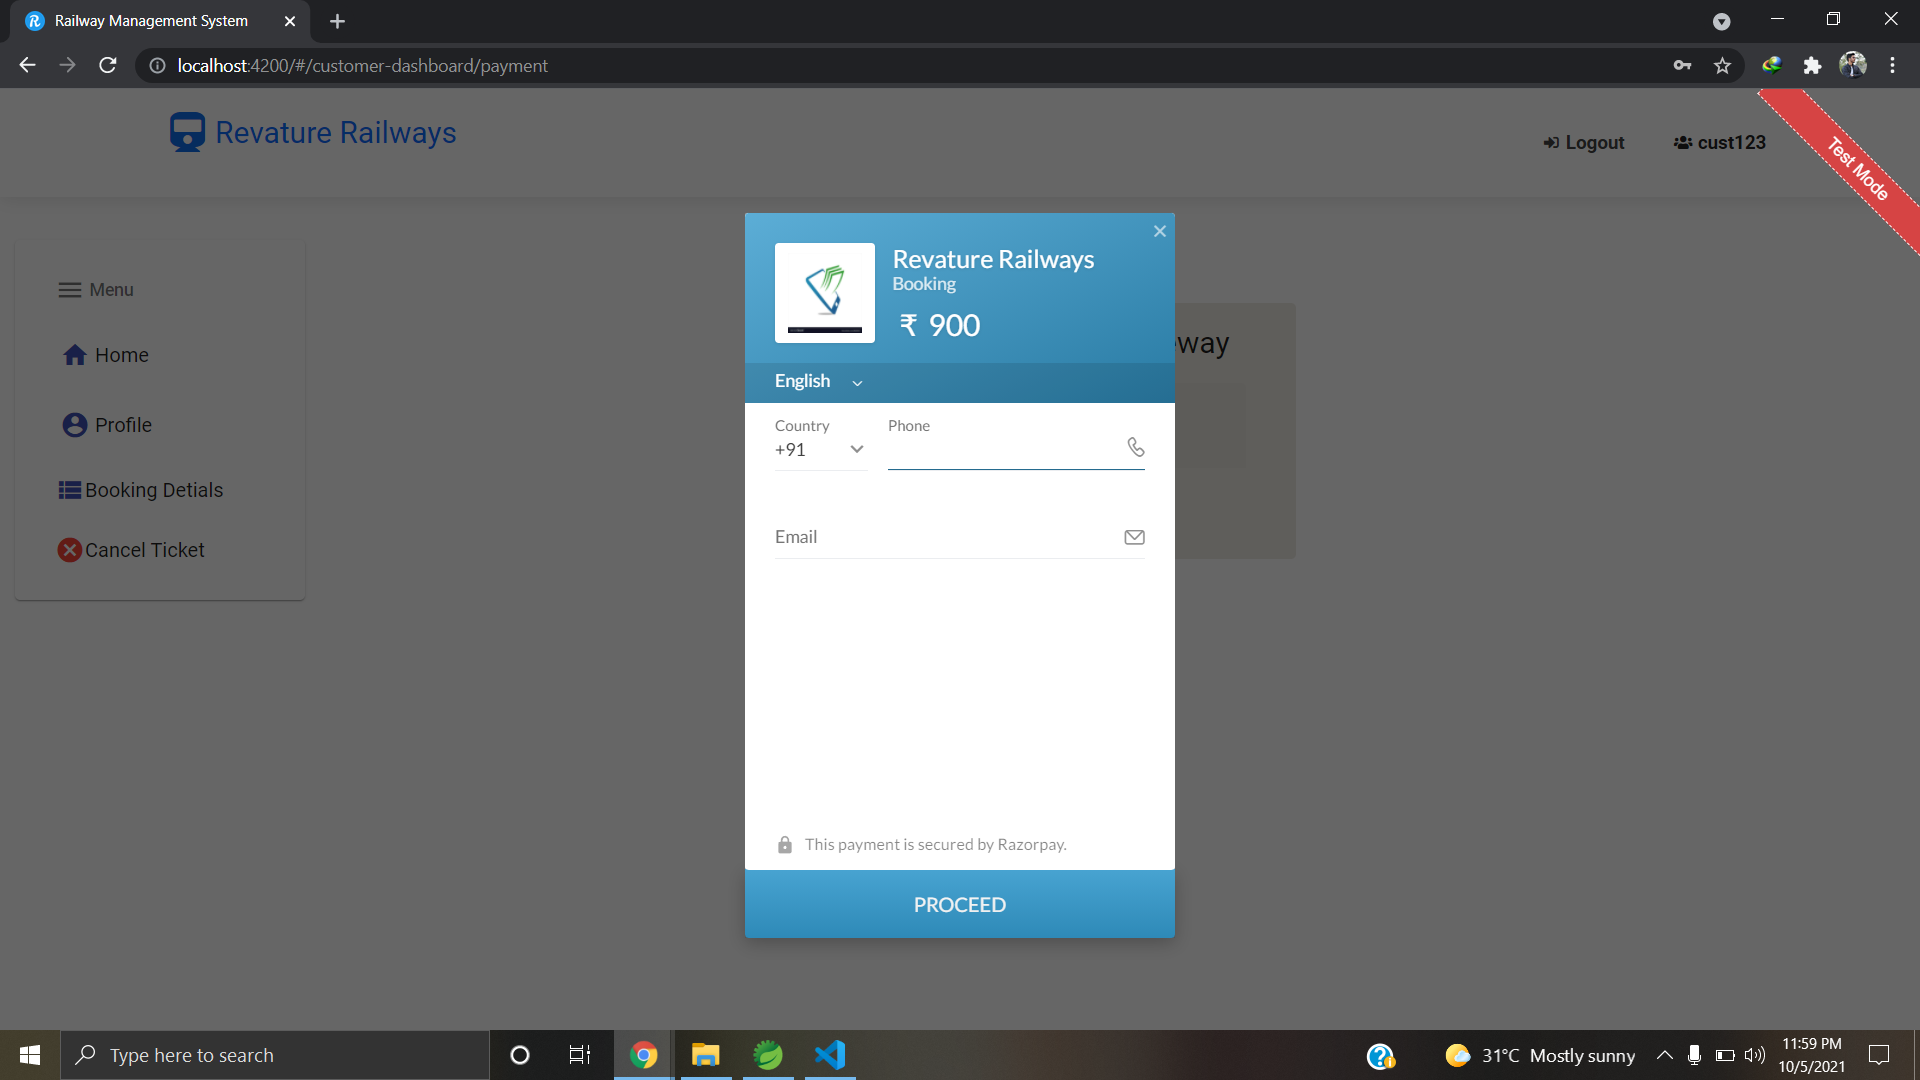 Railway Management System
localhost:4200/#/customer-dashboard/payment
Revature Railways
Logout
cust123
Test Mode
Menu
Home
Profile
Booking Detials
Cancel Ticket
way
Revature Railways
Booking
₹ 900
English
Country
Phone
+91
Email
This payment is secured by Razorpay.
PROCEED
Type here to search
31°C Mostly sunny
11:59 PM
10/5/2021